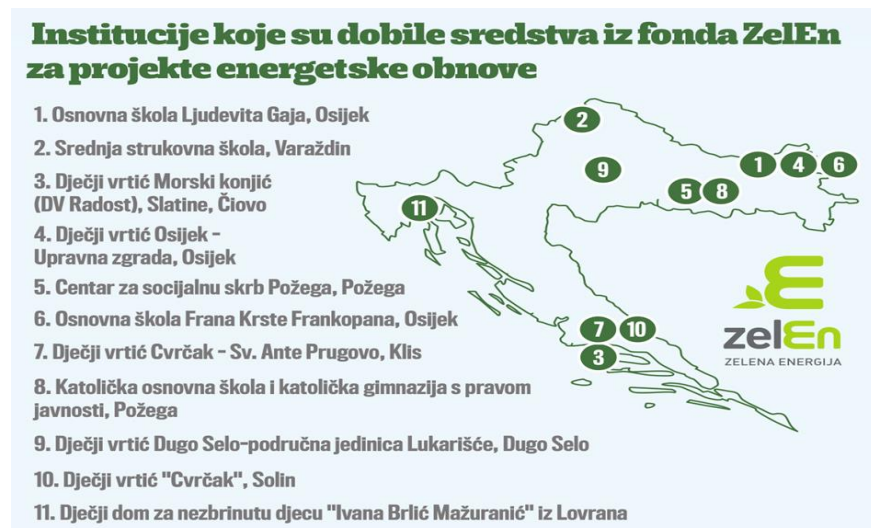 Institucije koje su dobile sredstva iz fonda ZelEn
za projekte energetske obnove
1. Osnovna škola Ljudevita Gaja, Osijek
2. Srednja strukovna škola, Varaždin
3. Dječji vrtić Morski konjić
(DV Radost), Slatine, Čiovo
4. Dječji vrtić Osijek -
Upravna zgrada, Osijek
5. Centar za socijalnu skrb Požega, Požega
6. Osnovna škola Frana Krste Frankopana, Osijek
7. Dječji vrtić Cvrčak - Sv. Ante Prugovo, Klis
8. Katolička osnovna škola i katolička gimnazija s pravom
javnosti, Požega
9. Dječji vrtić Dugo Selo-područna jedinica Lukarišće, Dugo Selo
10. Dječji vrtić "Cvrčak", Solin
11. Dječji dom za nezbrinutu djecu "Ivana Brlić Mažuranić" iz Lovrana
2
9
1 4 6
5 8
11
7 10
3
zelEn
ZELENA ENERGIJA